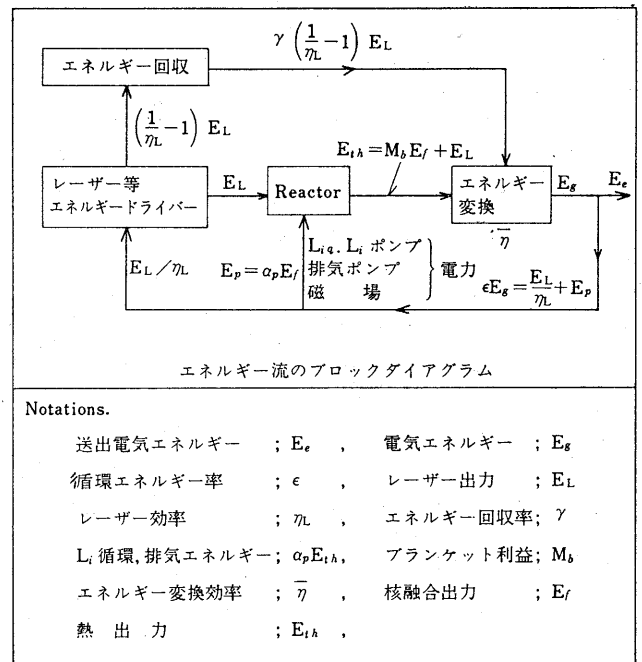 γ (1/ηL −1) EL
エネルギー回収
(1/ηL −1) EL
Eth=MbEf+EL
レーザー等
エネルギードライバー
EL
Reactor
エネルギー
変換
η̅
Eg
Ee
EL/ηL
Ep=αpEf
Liq. Li ポンプ
排気ポンプ
磁 場
}電力
ϵEg=EL/ηL+Ep
エネルギー流のブロックダイアグラム
Notations.
送出電気エネルギー ; Ee , 電気エネルギー ; Eg
循環エネルギー率 ; ϵ , レーザー出力 ; EL
レーザー効率 ; ηL , エネルギー回収率; γ
Li循環,排気エネルギー; αpEth, ブランケット利益; Mb
エネルギー変換効率 ; η̅ , 核融合出力 ; Ef
熱 出 力 ; Eth,